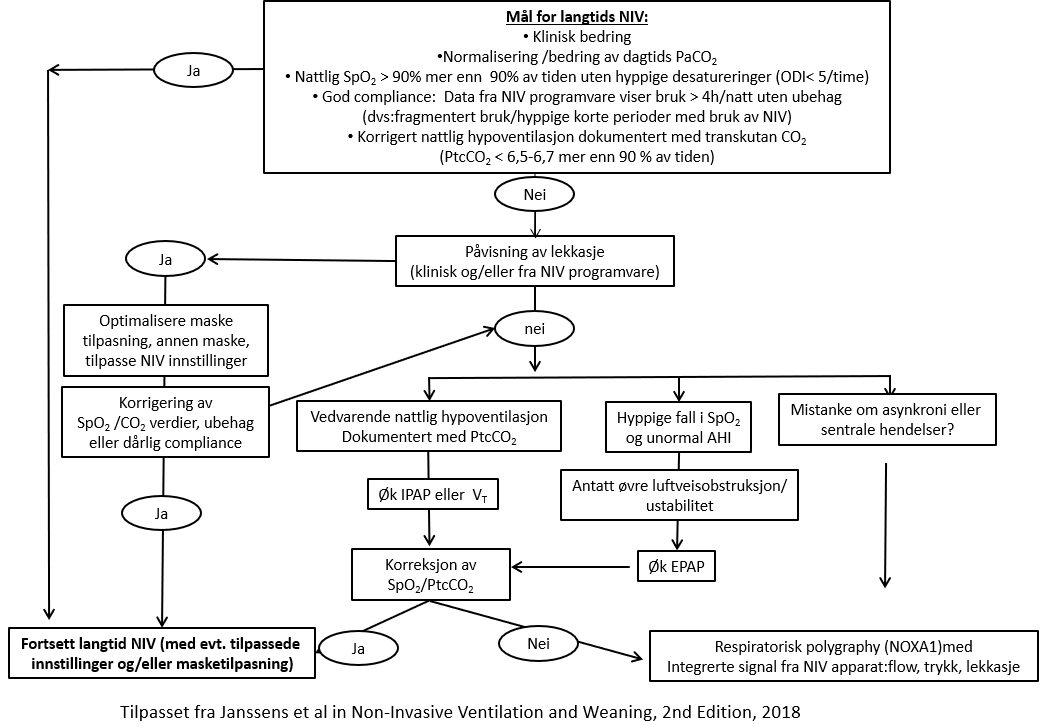 Mål for langtids NIV:
• Klinisk bedring
•Normalisering /bedring av dagtids PaCO₂
• Nattlig SpO₂ > 90% mer enn 90% av tiden uten hyppige desatureringer (ODI< 5/time)
• God compliance: Data fra NIV programvare viser bruk > 4h/natt uten ubehag
(dvs:fragmentert bruk/hyppige korte perioder med bruk av NIV)
• Korrigert nattlig hypoventilasjon dokumentert med transkutan CO₂
(PtcCO₂ < 6,5-6,7 mer enn 90 % av tiden)
Ja
Nei
Påvisning av lekkasje
(klinisk og/eller fra NIV programvare)
Ja
Optimalisere maske
tilpasning, annen maske,
tilpasse NIV innstillinger
nei
Korrigering av
SpO₂ /CO₂ verdier, ubehag
eller dårlig compliance
Vedvarende nattlig hypoventilasjon
Dokumentert med PtcCO₂
Hyppige fall i SpO₂
og unormal AHI
Mistanke om asynkroni eller
sentrale hendelser?
Øk IPAP eller V_T
Antatt øvre luftveisobstruksjon/
ustabilitet
Ja
Korreksjon av
SpO₂/PtcCO₂
Øk EPAP
Ja
Nei
Fortsett langtid NIV (med evt. tilpassede
innstillinger og/eller masketilpasning)
Respiratorisk polygraphy (NOXA1)med
Integrerte signal fra NIV apparat:flow, trykk, lekkasje
Tilpasset fra Janssens et al in Non-Invasive Ventilation and Weaning, 2nd Edition, 2018